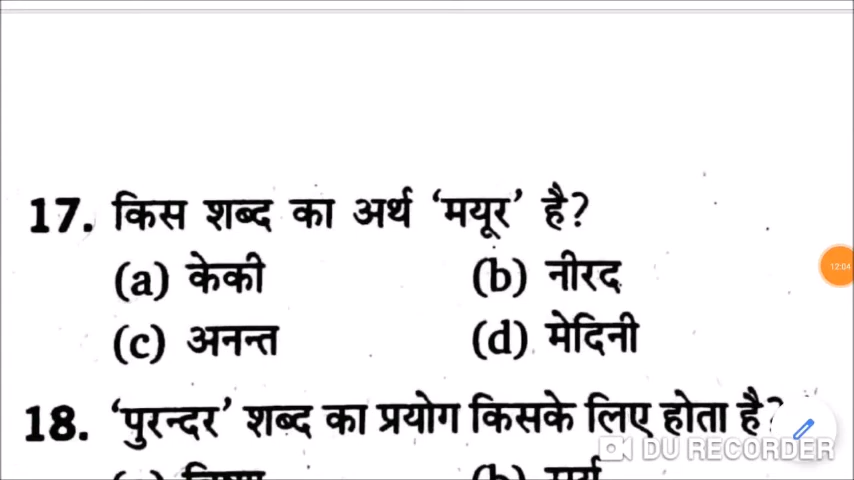 17. किस शब्द का अर्थ ‘मयूर’ है?
(a) केकी (b) नीरद
(c) अनन्त (d) मेदिनी
12:04
18. ‘पुरन्दर’ शब्द का प्रयोग किसके लिए होता है?
DU RECORDER
(b)